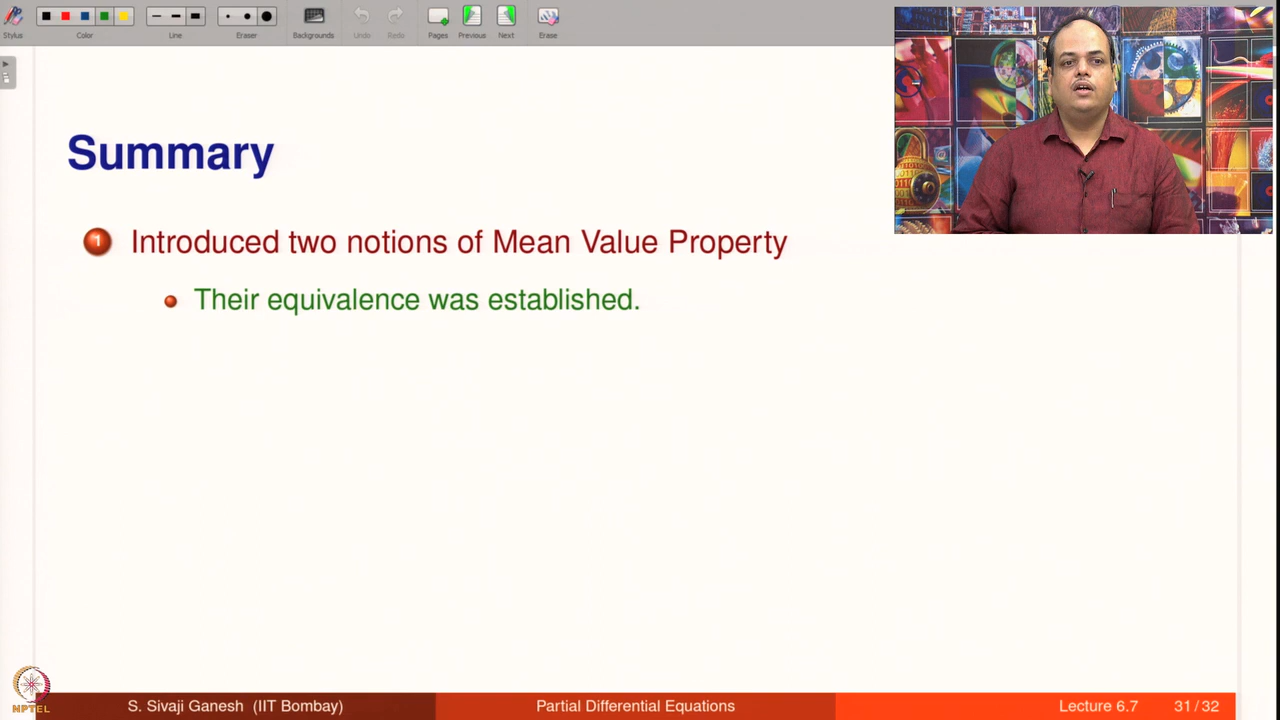 Stylus
Color
Line
Eraser
Backgrounds
Undo
Redo
Pages
Previous
Next
Erase
Summary
1 Introduced two notions of Mean Value Property
Their equivalence was established.
NPTEL
S. Sivaji Ganesh (IIT Bombay)
Partial Differential Equations
Lecture 6.7
31/32